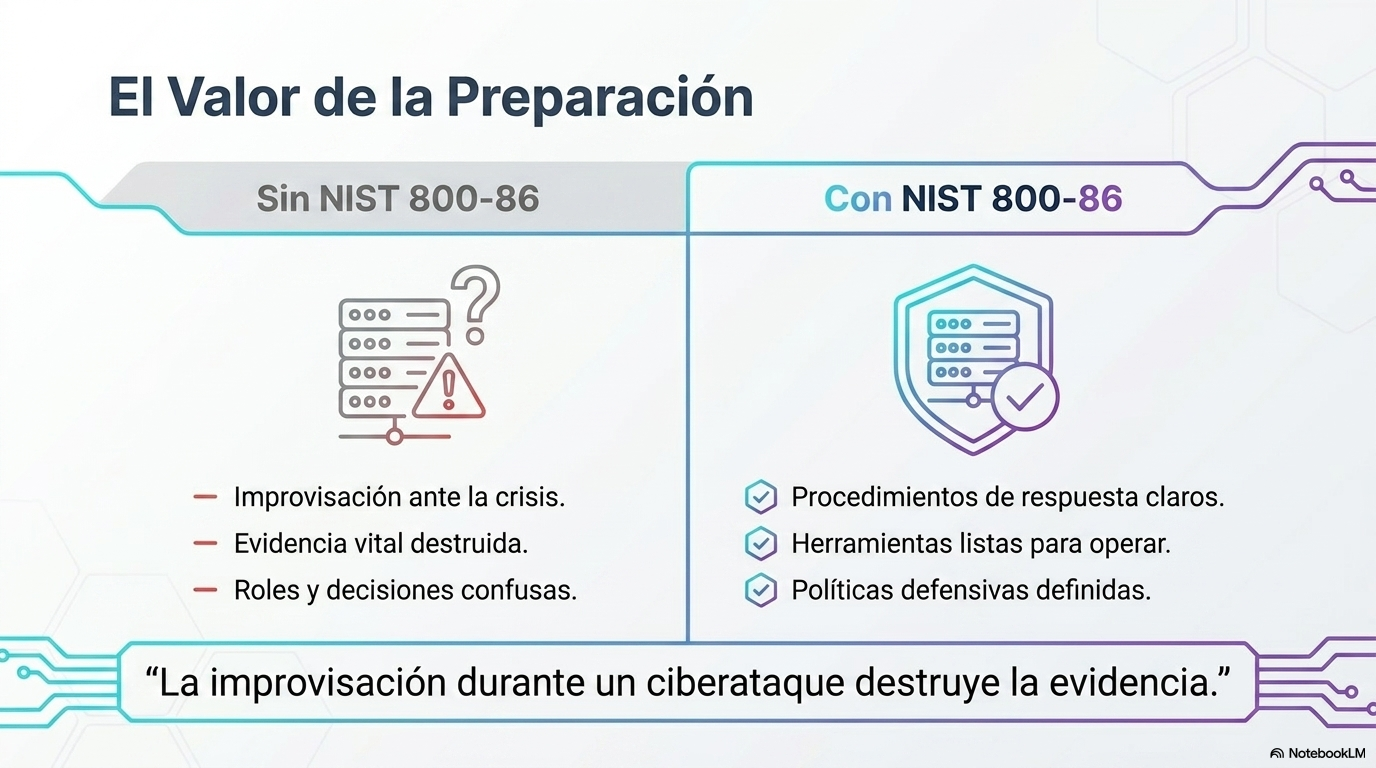 El Valor de la Preparación
Sin NIST 800-86
Con NIST 800-86
Improvisación ante la crisis.
Evidencia vital destruida.
Roles y decisiones confusas.
Procedimientos de respuesta claros.
Herramientas listas para operar.
Políticas defensivas definidas.
“La improvisación durante un ciberataque destruye la evidencia.”
NotebookLM